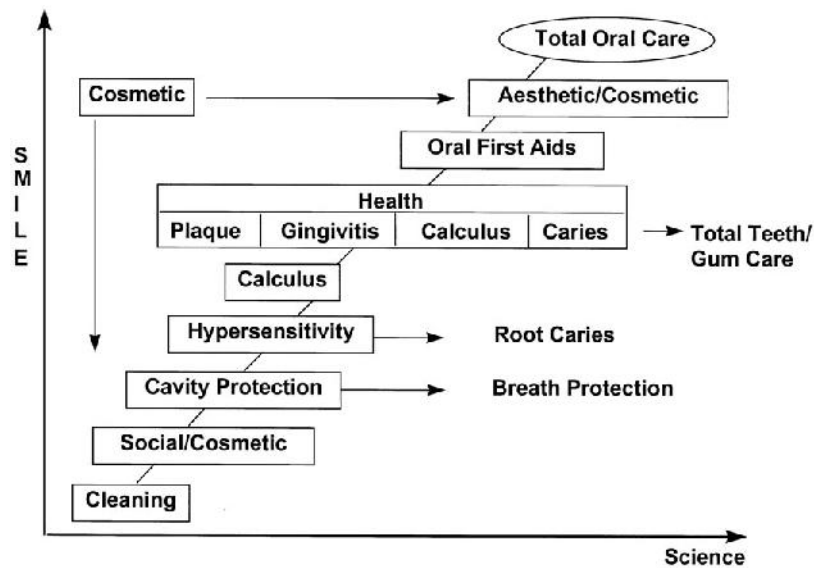 Total Oral Care
Cosmetic
Aesthetic/Cosmetic
Oral First Aids
SMILE
Health
Plaque Gingivitis Calculus Caries
Total Teeth/
Gum Care
Calculus
Hypersensitivity
Root Caries
Cavity Protection
Breath Protection
Social/Cosmetic
Cleaning
Science